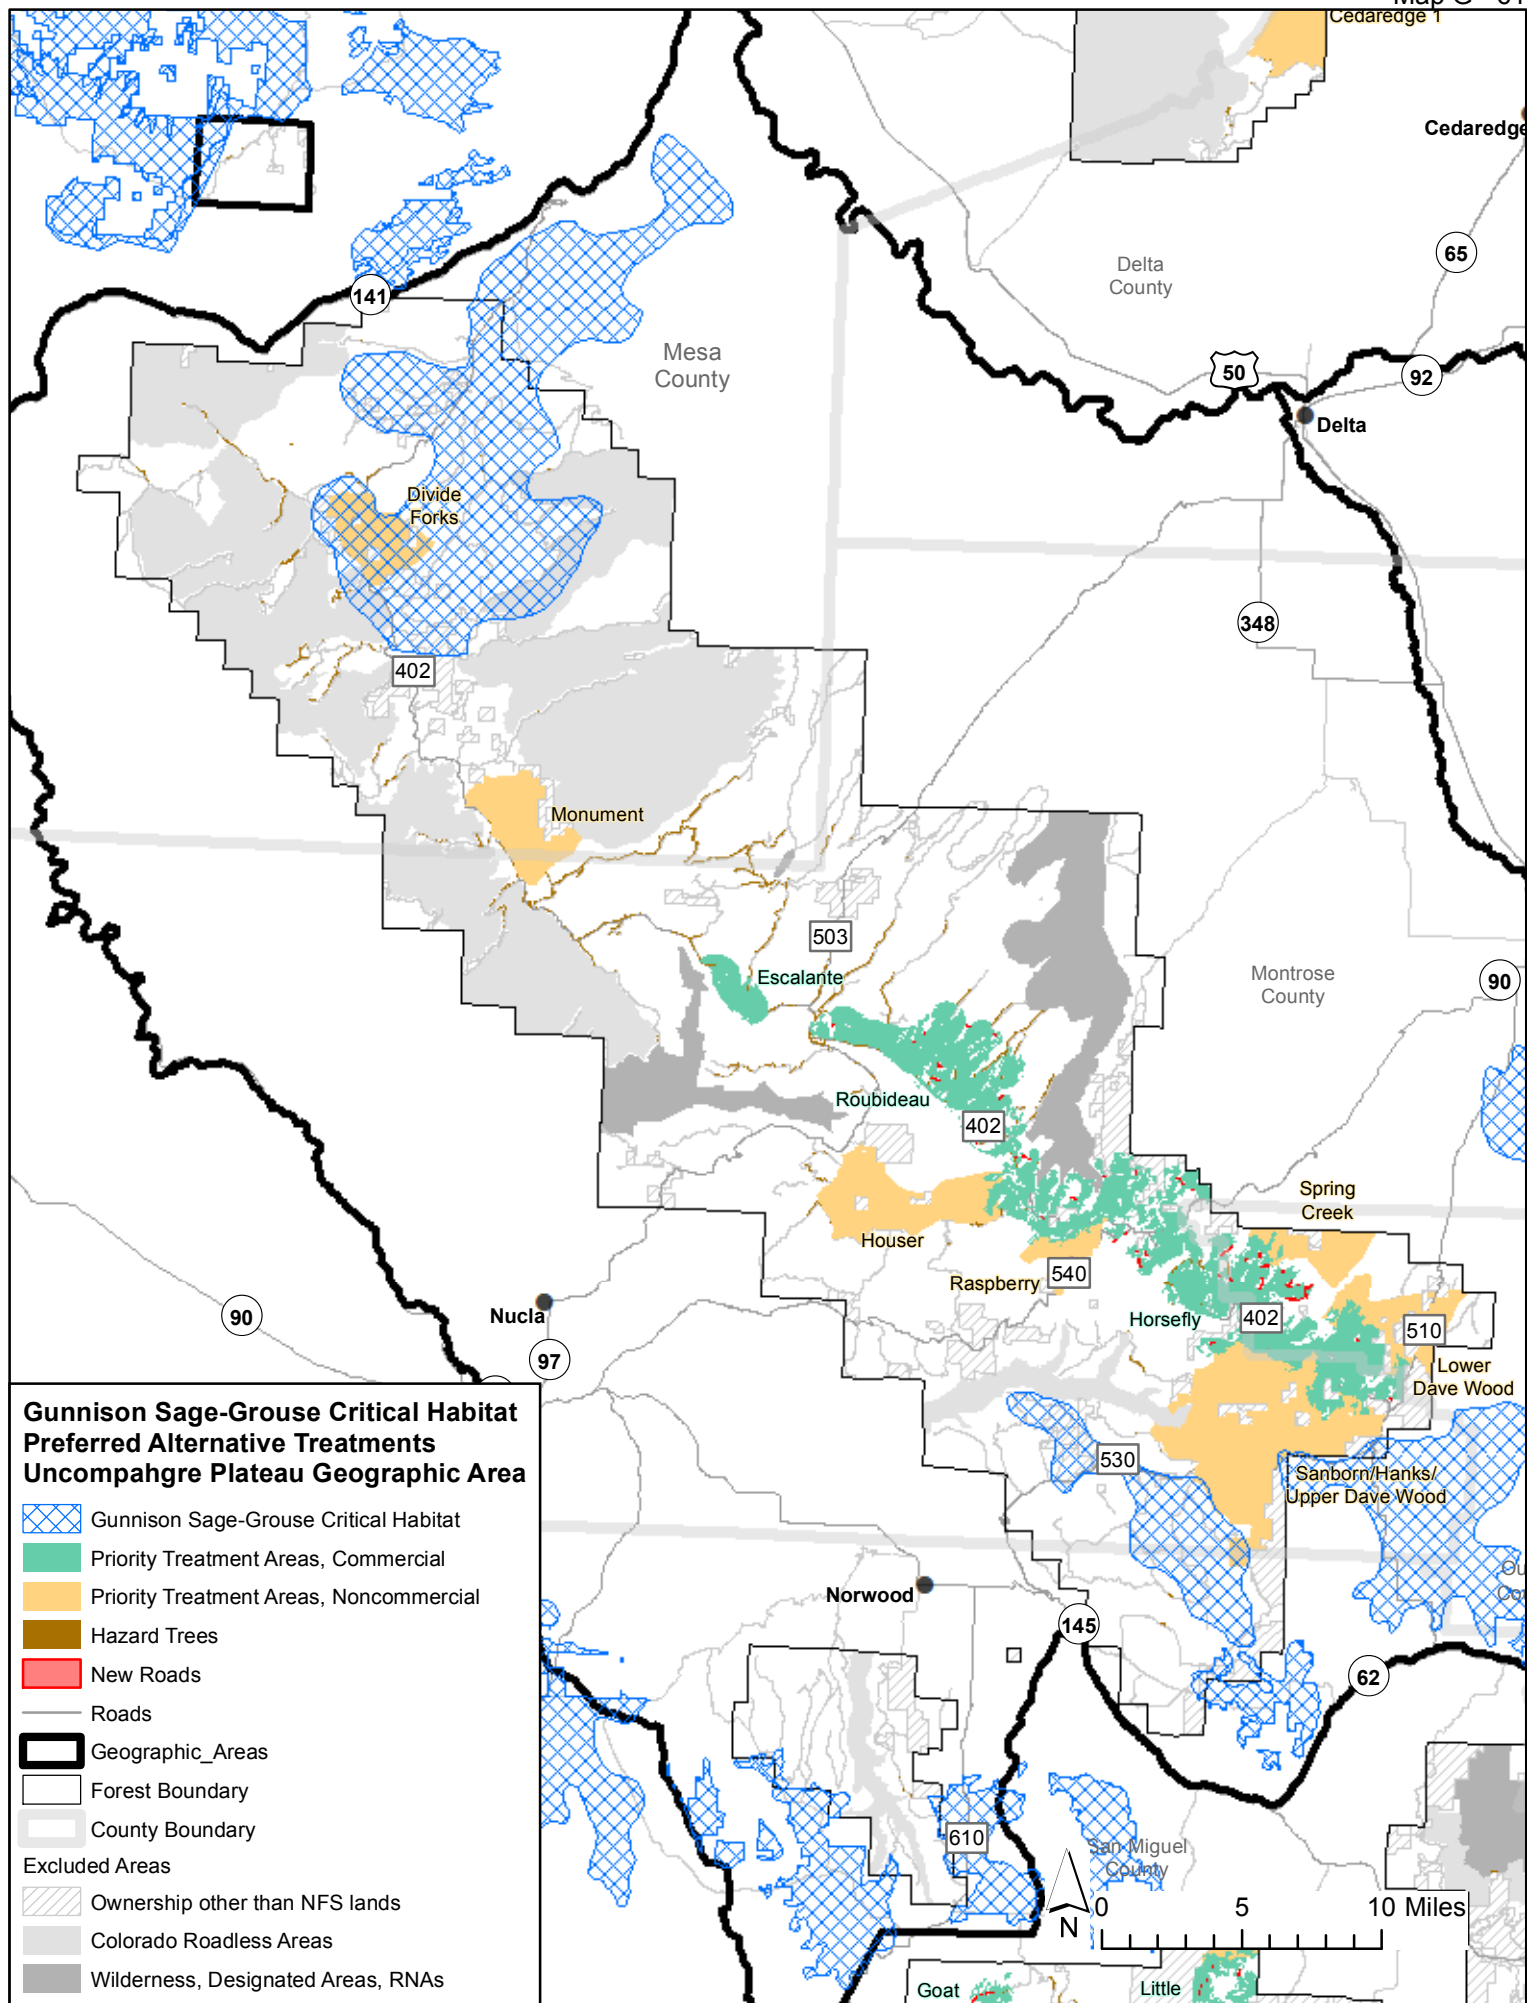 Cedaredge 1
Cedaredge
65
Delta
County
141
Mesa
County
50
92
Delta
Divide
Forks
348
402
Monument
503
Escalante
Montrose
County
90
Roubideau
402
Spring
Creek
Houser
Raspberry
540
Horsefly
402
510
Nucla
90
97
Lower
Dave Wood
530
Sanborn/Hanks/
Upper Dave Wood
Norwood
145
62
610
San Miguel
County
0 5 10 Miles
N
Goat
Little
Gunnison Sage-Grouse Critical Habitat
Preferred Alternative Treatments
Uncompahgre Plateau Geographic Area
Gunnison Sage-Grouse Critical Habitat
Priority Treatment Areas, Commercial
Priority Treatment Areas, Noncommercial
Hazard Trees
New Roads
Roads
Geographic_Areas
Forest Boundary
County Boundary
Excluded Areas
Ownership other than NFS lands
Colorado Roadless Areas
Wilderness, Designated Areas, RNAs